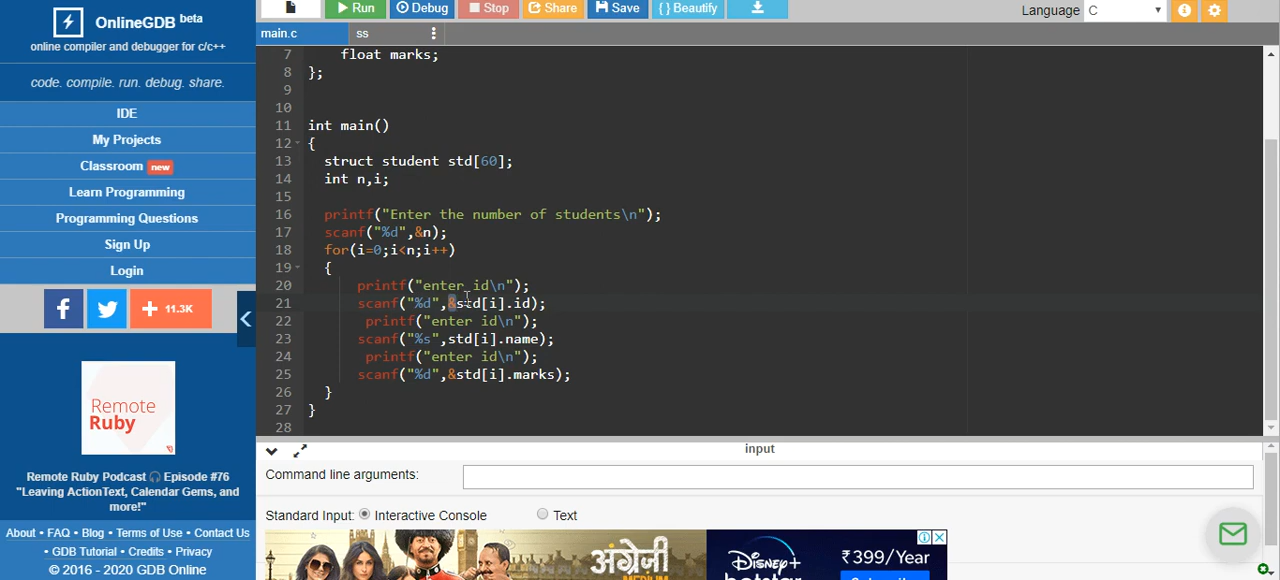 OnlineGDB beta
online compiler and debugger for c/c++
code. compile. run. debug. share.
IDE
My Projects
Classroom new
Learn Programming
Programming Questions
Sign Up
Login
11.3K
Remote
Ruby
Remote Ruby Podcast Episode #76
"Leaving ActionText, Calendar Gems, and
more!"
About • FAQ • Blog • Terms of Use • Contact Us
• GDB Tutorial • Credits • Privacy
© 2016 - 2020 GDB Online
Run Debug Stop Share Save { } Beautify
Language C
main.c ss
7 float marks;
8 };
9
10
11 int main()
12 {
13 struct student std[60];
14 int n,i;
15
16 printf("Enter the number of students\n");
17 scanf("%d",&n);
18 for(i=0;i<n;i++)
19 {
20 printf("enter id\n");
21 scanf("%d",&std[i].id);
22 printf("enter id\n");
23 scanf("%s",std[i].name);
24 printf("enter id\n");
25 scanf("%d",&std[i].marks);
26 }
27 }
28
input
Command line arguments:
Standard Input: Interactive Console Text
अंग्रेज़ी
Disney+
₹399/Year